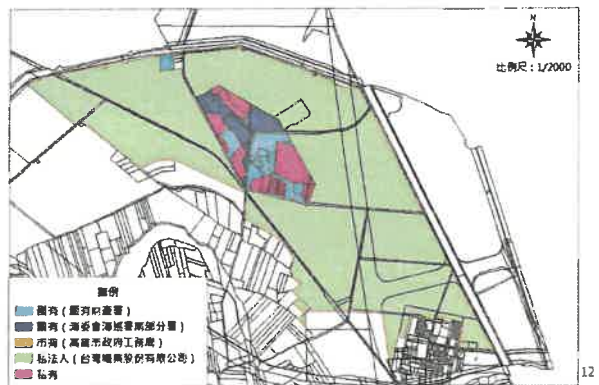 N
比例尺：1/2000
圖例
國有（國有財產署）
國有（海委會海巡署南部分署）
市有（高雄市政府工務局）
私法人（台灣糖業股份有限公司）
私有
12